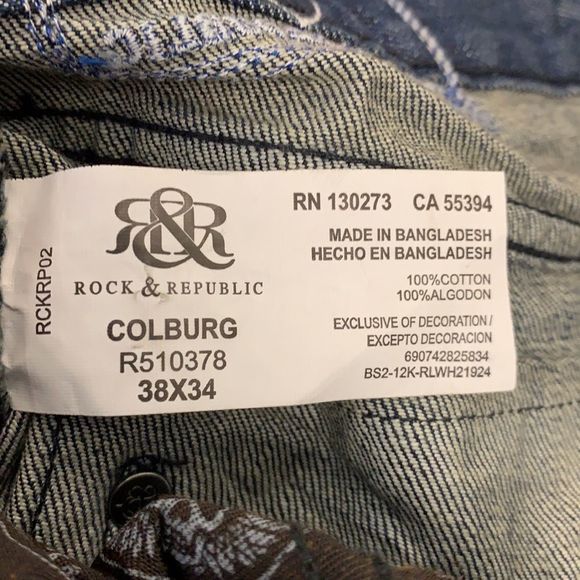 RCKRP02
R&R
ROCK & REPUBLIC
COLBURG
R510378
38X34
RN 130273 CA 55394
MADE IN BANGLADESH
HECHO EN BANGLADESH
100%COTTON
100%ALGODON
EXCLUSIVE OF DECORATION /
EXCEPTO DECORACION
690742825834
BS2-12K-RLWH21924